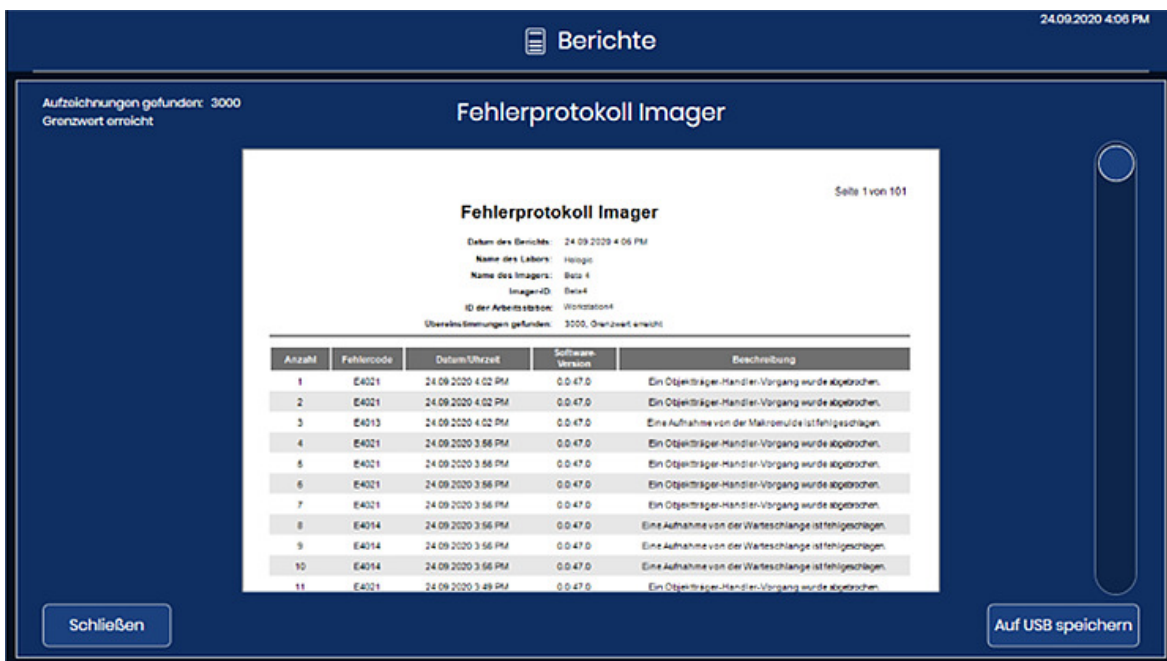 24.09.2020 4:06 PM
Berichte
Aufzeichnungen gefunden: 3000
Grenzwert erreicht
Fehlerprotokoll Imager
Seite 1 von 101
Fehlerprotokoll Imager
Datum des Berichts: 24.09.2020 4:06 PM
Name des Labors: Hologic
Name des Imagers: Beta 4
Imager-ID: Beta4
ID der Arbeitsstation: Workstation4
Übereinstimmungen gefunden: 3000, Grenzwert erreicht
Anzahl Fehlercode Datum/Uhrzeit Software-Version Beschreibung
1 E4021 24.09.2020 4:02 PM 0.0.47.0 Ein Objektträger-Handler-Vorgang wurde abgebrochen.
2 E4021 24.09.2020 4:02 PM 0.0.47.0 Ein Objektträger-Handler-Vorgang wurde abgebrochen.
3 E4013 24.09.2020 4:02 PM 0.0.47.0 Eine Aufnahme von der Makromulde ist fehlgeschlagen.
4 E4021 24.09.2020 3:56 PM 0.0.47.0 Ein Objektträger-Handler-Vorgang wurde abgebrochen.
5 E4021 24.09.2020 3:56 PM 0.0.47.0 Ein Objektträger-Handler-Vorgang wurde abgebrochen.
6 E4021 24.09.2020 3:56 PM 0.0.47.0 Ein Objektträger-Handler-Vorgang wurde abgebrochen.
7 E4021 24.09.2020 3:56 PM 0.0.47.0 Ein Objektträger-Handler-Vorgang wurde abgebrochen.
8 E4014 24.09.2020 3:56 PM 0.0.47.0 Eine Aufnahme von der Warteschlange ist fehlgeschlagen.
9 E4014 24.09.2020 3:56 PM 0.0.47.0 Eine Aufnahme von der Warteschlange ist fehlgeschlagen.
10 E4014 24.09.2020 3:56 PM 0.0.47.0 Eine Aufnahme von der Warteschlange ist fehlgeschlagen.
11 E4021 24.09.2020 3:49 PM 0.0.47.0 Ein Objektträger-Handler-Vorgang wurde abgebrochen.
Schließen
Auf USB speichern